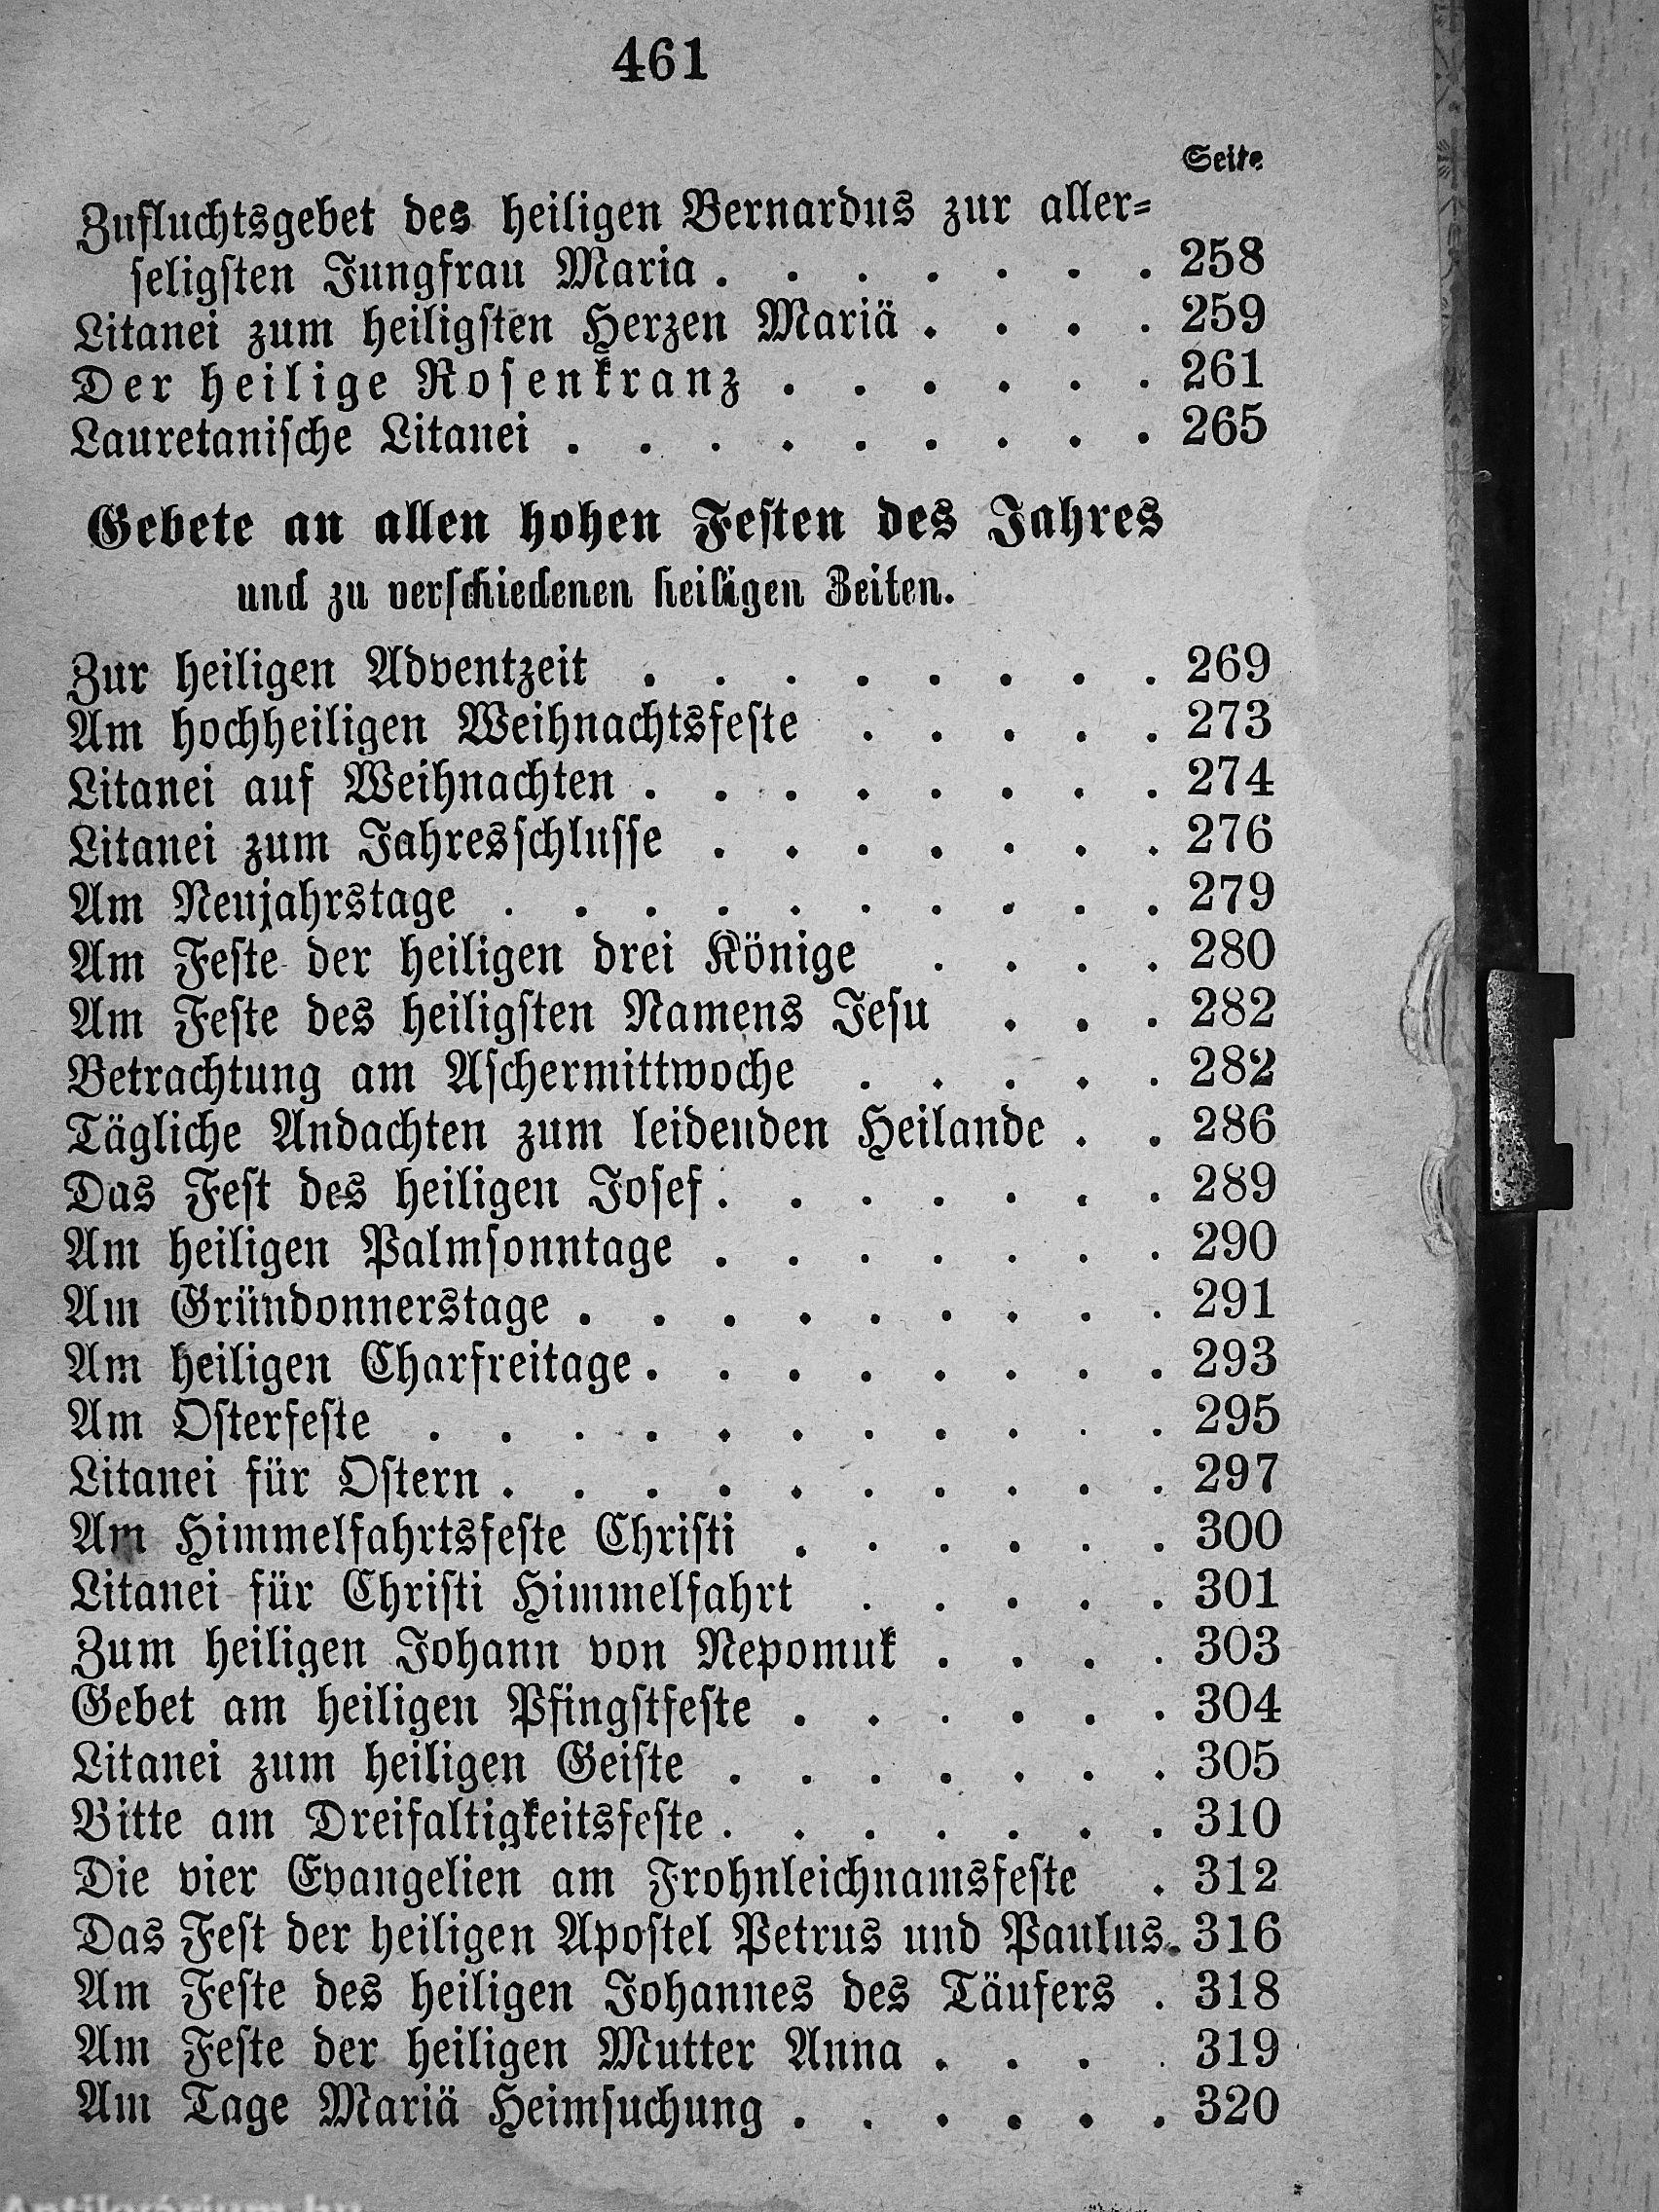 461
Seite
Zufluchtsgebet des heiligen Bernardus zur aller-
seligsten Jungfrau Maria . . . . . . . 258
Litanei zum heiligsten Herzen Mariä . . . . 259
Der heilige Rosenkranz . . . . . . 261
Lauretanische Litanei . . . . . . . . . 265
Gebete an allen hohen Festen des Jahres
und zu verschiedenen heiligen Zeiten.
Zur heiligen Adventzeit . . . . . . . . 269
Am hochheiligen Weihnachtsfeste . . . . . 273
Litanei auf Weihnachten . . . . . . . . 274
Litanei zum Jahresschlusse . . . . . . . 276
Am Neujahrstage . . . . . . . . . . 279
Am Feste der heiligen drei Könige . . . . 280
Am Feste des heiligsten Namens Jesu . . . 282
Betrachtung am Aschermittwoche . . . . . 282
Tägliche Andachten zum leidenden Heilande . . 286
Das Fest des heiligen Josef . . . . . . . 289
Am heiligen Palmsonntage . . . . . . . 290
Am Gründonnerstage . . . . . . . . . 291
Am heiligen Charfreitage . . . . . . . . 293
Am Osterfeste . . . . . . . . . . . 295
Litanei für Ostern . . . . . . . . . . 297
Am Himmelfahrtsfeste Christi . . . . . . 300
Litanei für Christi Himmelfahrt . . . . . 301
Zum heiligen Johann von Nepomuk . . . . 303
Gebet am heiligen Pfingstfeste . . . . . . 304
Litanei zum heiligen Geiste . . . . . . . 305
Bitte am Dreifaltigkeitsfeste . . . . . . . 310
Die vier Evangelien am Frohnleichnamsfeste . 312
Das Fest der heiligen Apostel Petrus und Paulus . 316
Am Feste des heiligen Johannes des Täufers . 318
Am Feste der heiligen Mutter Anna . . . . 319
Am Tage Mariä Heimsuchung . . . . . . 320
Antikvárium.hu